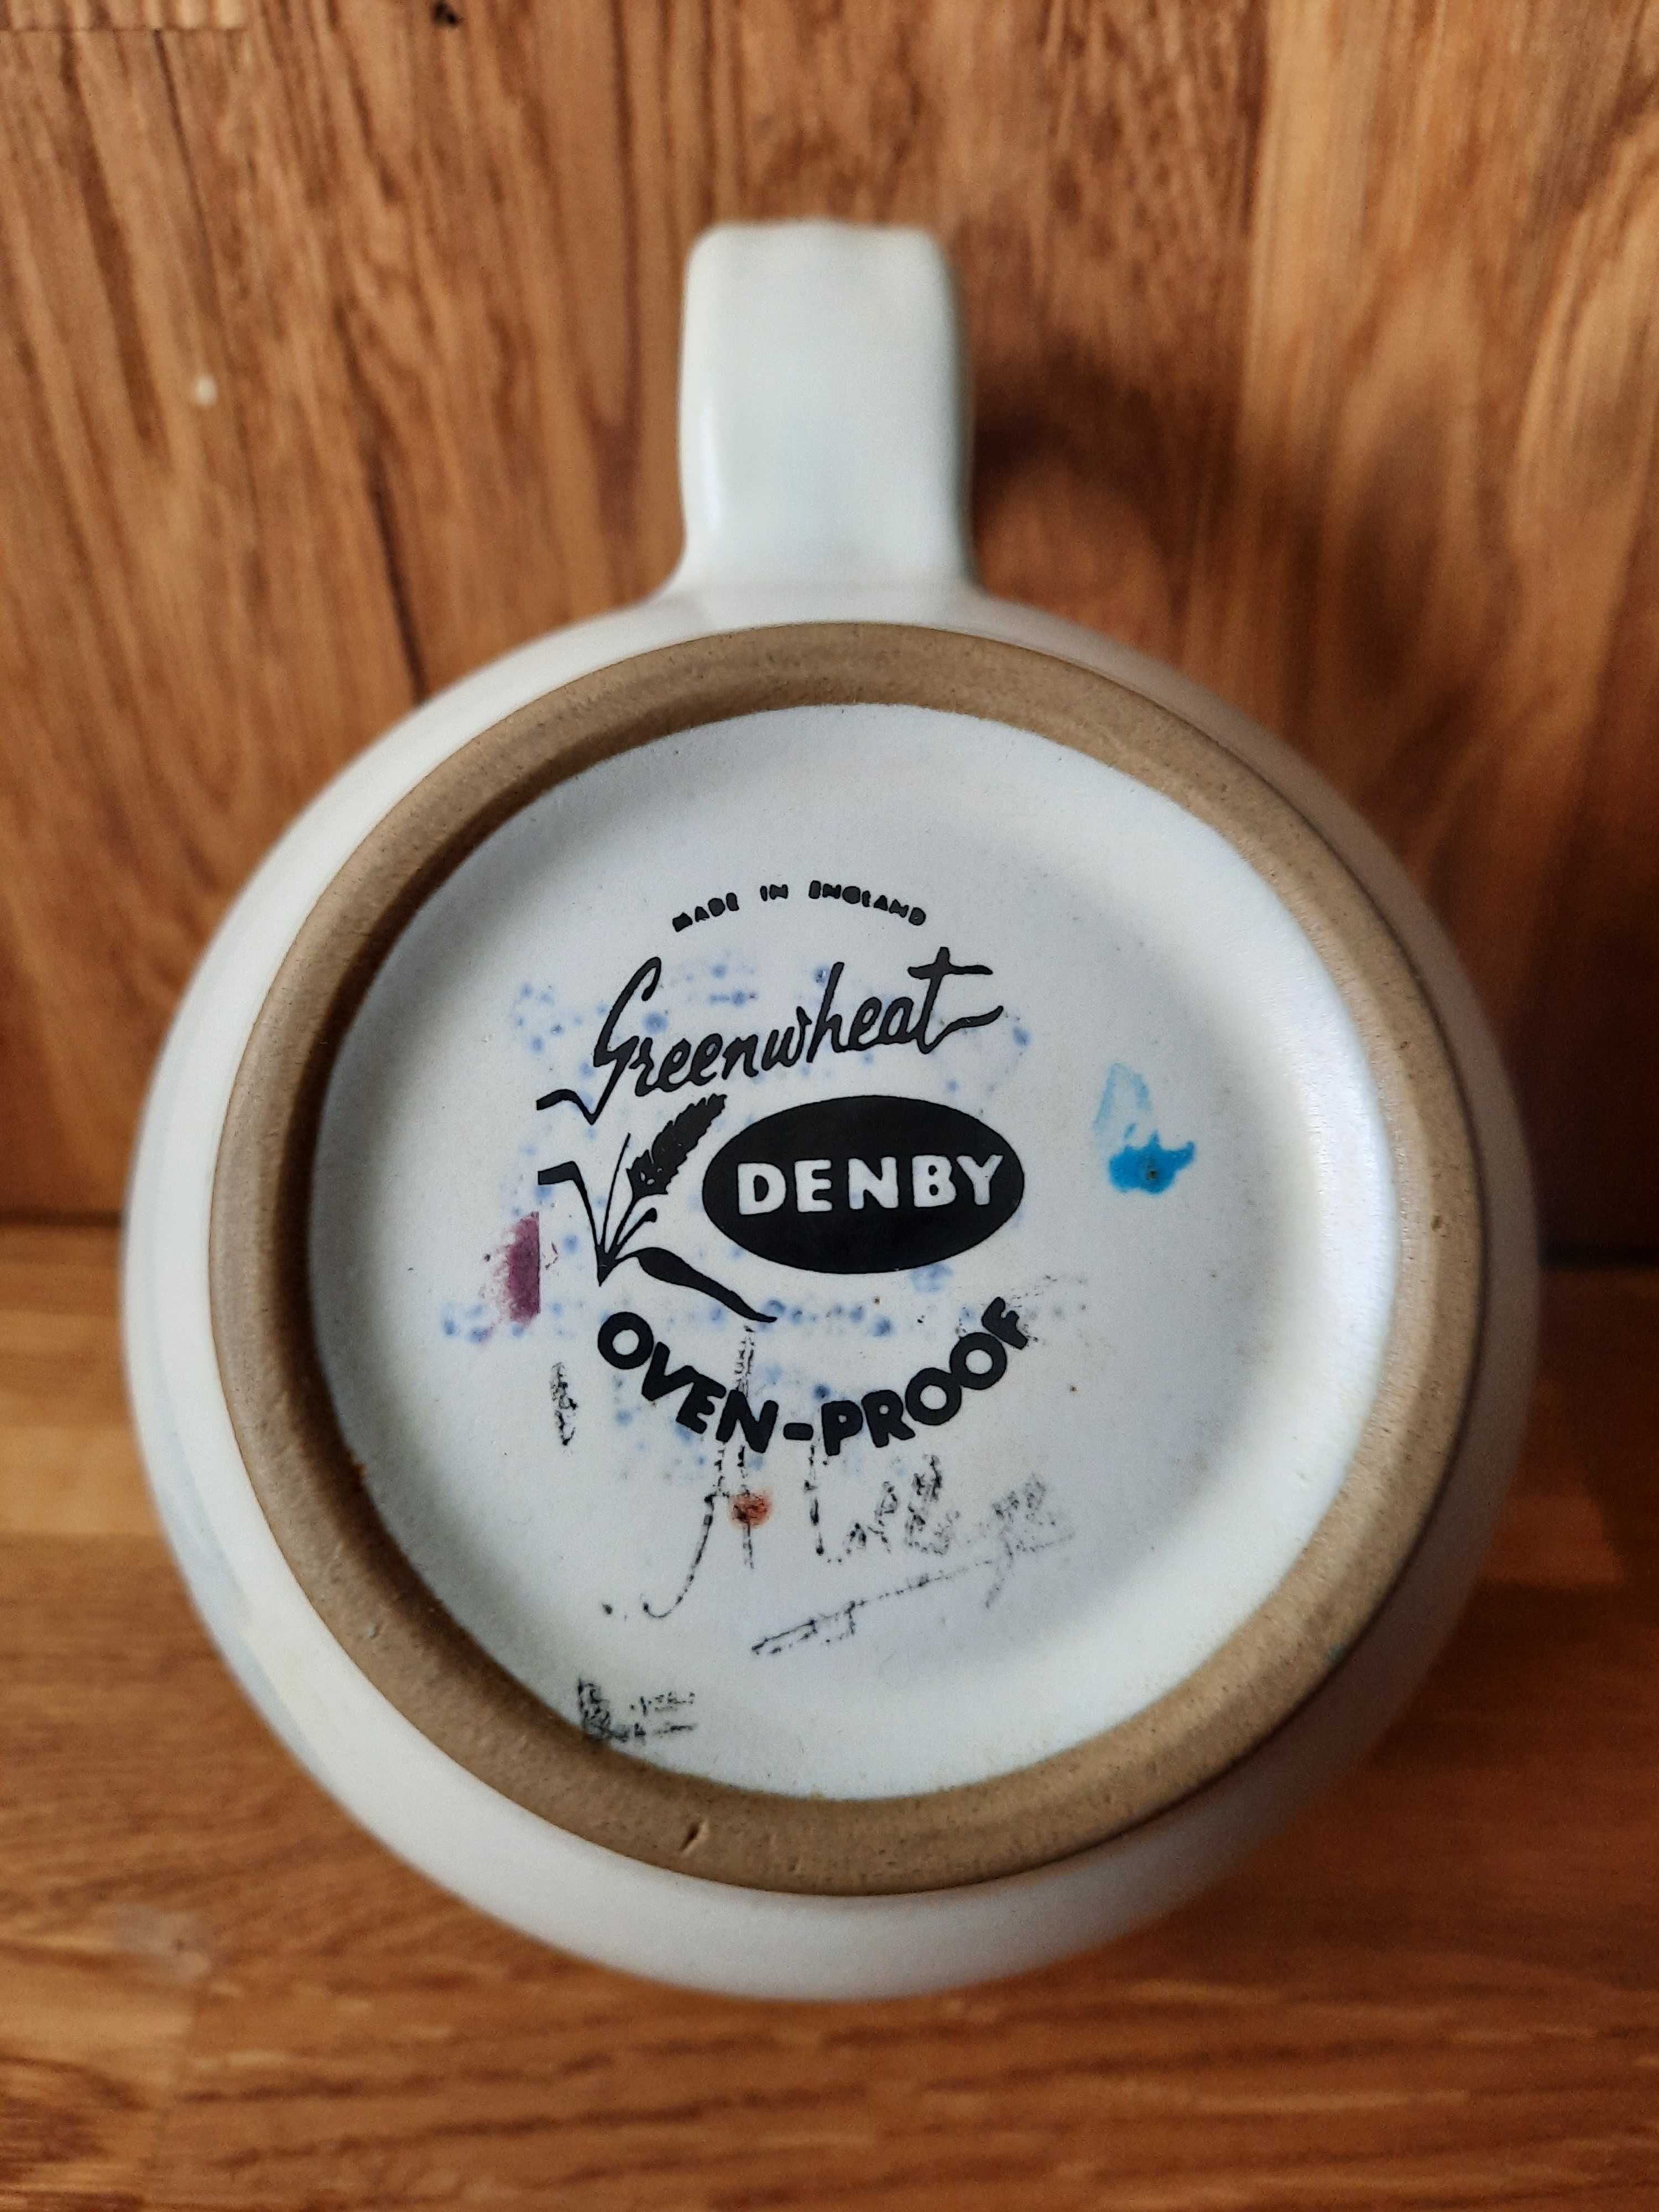 MADE IN ENGLAND
Greenwheat
DENBY
OVEN-PROOF